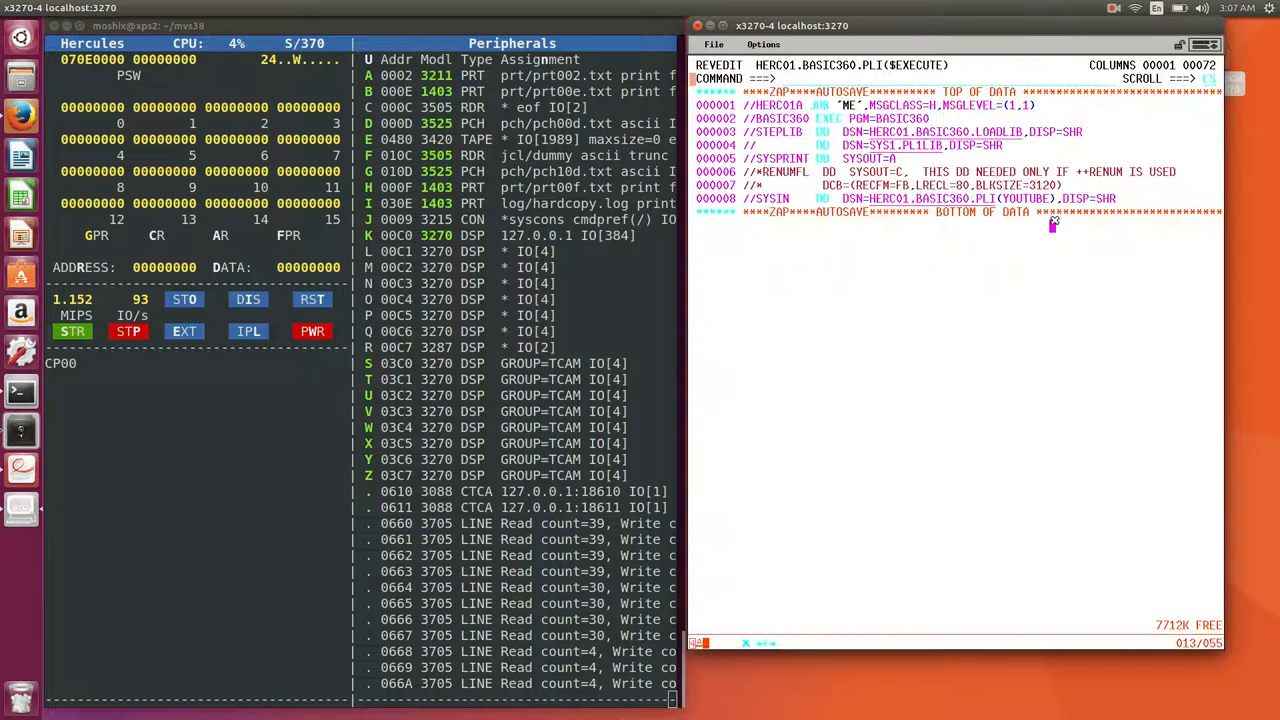 x3270-4 localhost:3270
En
3:07 AM
moshix@xps2: ~/mvs38
Hercules CPU: 4% S/370
070E0000 00000000 24..W.....
PSW
00000000 00000000 00000000 00000000
0 1 2 3
00000000 00000000 00000000 00000000
4 5 6 7
00000000 00000000 00000000 00000000
8 9 10 11
00000000 00000000 00000000 00000000
12 13 14 15
GPR CR AR FPR
ADDRESS: 00000000 DATA: 00000000
1.152 93 STO DIS RST
MIPS IO/s
STR STP EXT IPL PWR
CP00
Peripherals
U Addr Modl Type Assignment
A 0002 3211 PRT prt/prt002.txt print f
B 000E 1403 PRT prt/prt00e.txt print f
C 000C 3505 RDR * eof IO[2]
D 000D 3525 PCH pch/pch00d.txt ascii I
E 0480 3420 TAPE * IO[1989] maxsize=0 e
F 010C 3505 RDR jcl/dummy ascii trunc
G 010D 3525 PCH pch/pch10d.txt ascii I
H 000F 1403 PRT prt/prt00f.txt print f
I 030E 1403 PRT log/hardcopy.log print
J 0009 3215 CON *syscons cmdpref(/) IO
K 00C0 3270 DSP 127.0.0.1 IO[384]
L 00C1 3270 DSP * IO[4]
M 00C2 3270 DSP * IO[4]
N 00C3 3270 DSP * IO[4]
O 00C4 3270 DSP * IO[4]
P 00C5 3270 DSP * IO[4]
Q 00C6 3270 DSP * IO[4]
R 00C7 3287 DSP * IO[2]
S 03C0 3270 DSP GROUP=TCAM IO[4]
T 03C1 3270 DSP GROUP=TCAM IO[4]
U 03C2 3270 DSP GROUP=TCAM IO[4]
V 03C3 3270 DSP GROUP=TCAM IO[4]
W 03C4 3270 DSP GROUP=TCAM IO[4]
X 03C5 3270 DSP GROUP=TCAM IO[4]
Y 03C6 3270 DSP GROUP=TCAM IO[4]
Z 03C7 3270 DSP GROUP=TCAM IO[4]
. 0610 3088 CTCA 127.0.0.1:18610 IO[1]
. 0611 3088 CTCA 127.0.0.1:18611 IO[1]
. 0660 3705 LINE Read count=39, Write c
. 0661 3705 LINE Read count=39, Write c
. 0662 3705 LINE Read count=39, Write c
. 0663 3705 LINE Read count=39, Write c
. 0664 3705 LINE Read count=30, Write c
. 0665 3705 LINE Read count=30, Write c
. 0666 3705 LINE Read count=30, Write c
. 0667 3705 LINE Read count=30, Write c
. 0668 3705 LINE Read count=4, Write co
. 0669 3705 LINE Read count=4, Write co
. 066A 3705 LINE Read count=4, Write co
x3270-4 localhost:3270
File Options
REVEDIT HERC01.BASIC360.PLI($EXECUTE) COLUMNS 00001 00072
COMMAND ===> SCROLL ===> CS
****** ****ZAP****AUTOSAVE********* TOP OF DATA **********************************
000001 //HERC01A JOB 'ME',MSGCLASS=H,MSGLEVEL=(1,1)
000002 //BASIC360 EXEC PGM=BASIC360
000003 //STEPLIB DD DSN=HERC01.BASIC360.LOADLIB,DISP=SHR
000004 // DD DSN=SYS1.PL1LIB,DISP=SHR
000005 //SYSPRINT DD SYSOUT=A
000006 //*RENUMFL DD SYSOUT=C, THIS DD NEEDED ONLY IF ++RENUM IS USED
000007 //* DCB=(RECFM=FB,LRECL=80,BLKSIZE=3120)
000008 //SYSIN DD DSN=HERC01.BASIC360.PLI(YOUTUBE),DISP=SHR
****** ****ZAP****AUTOSAVE******** BOTTOM OF DATA ********************************
7712K FREE
013/055